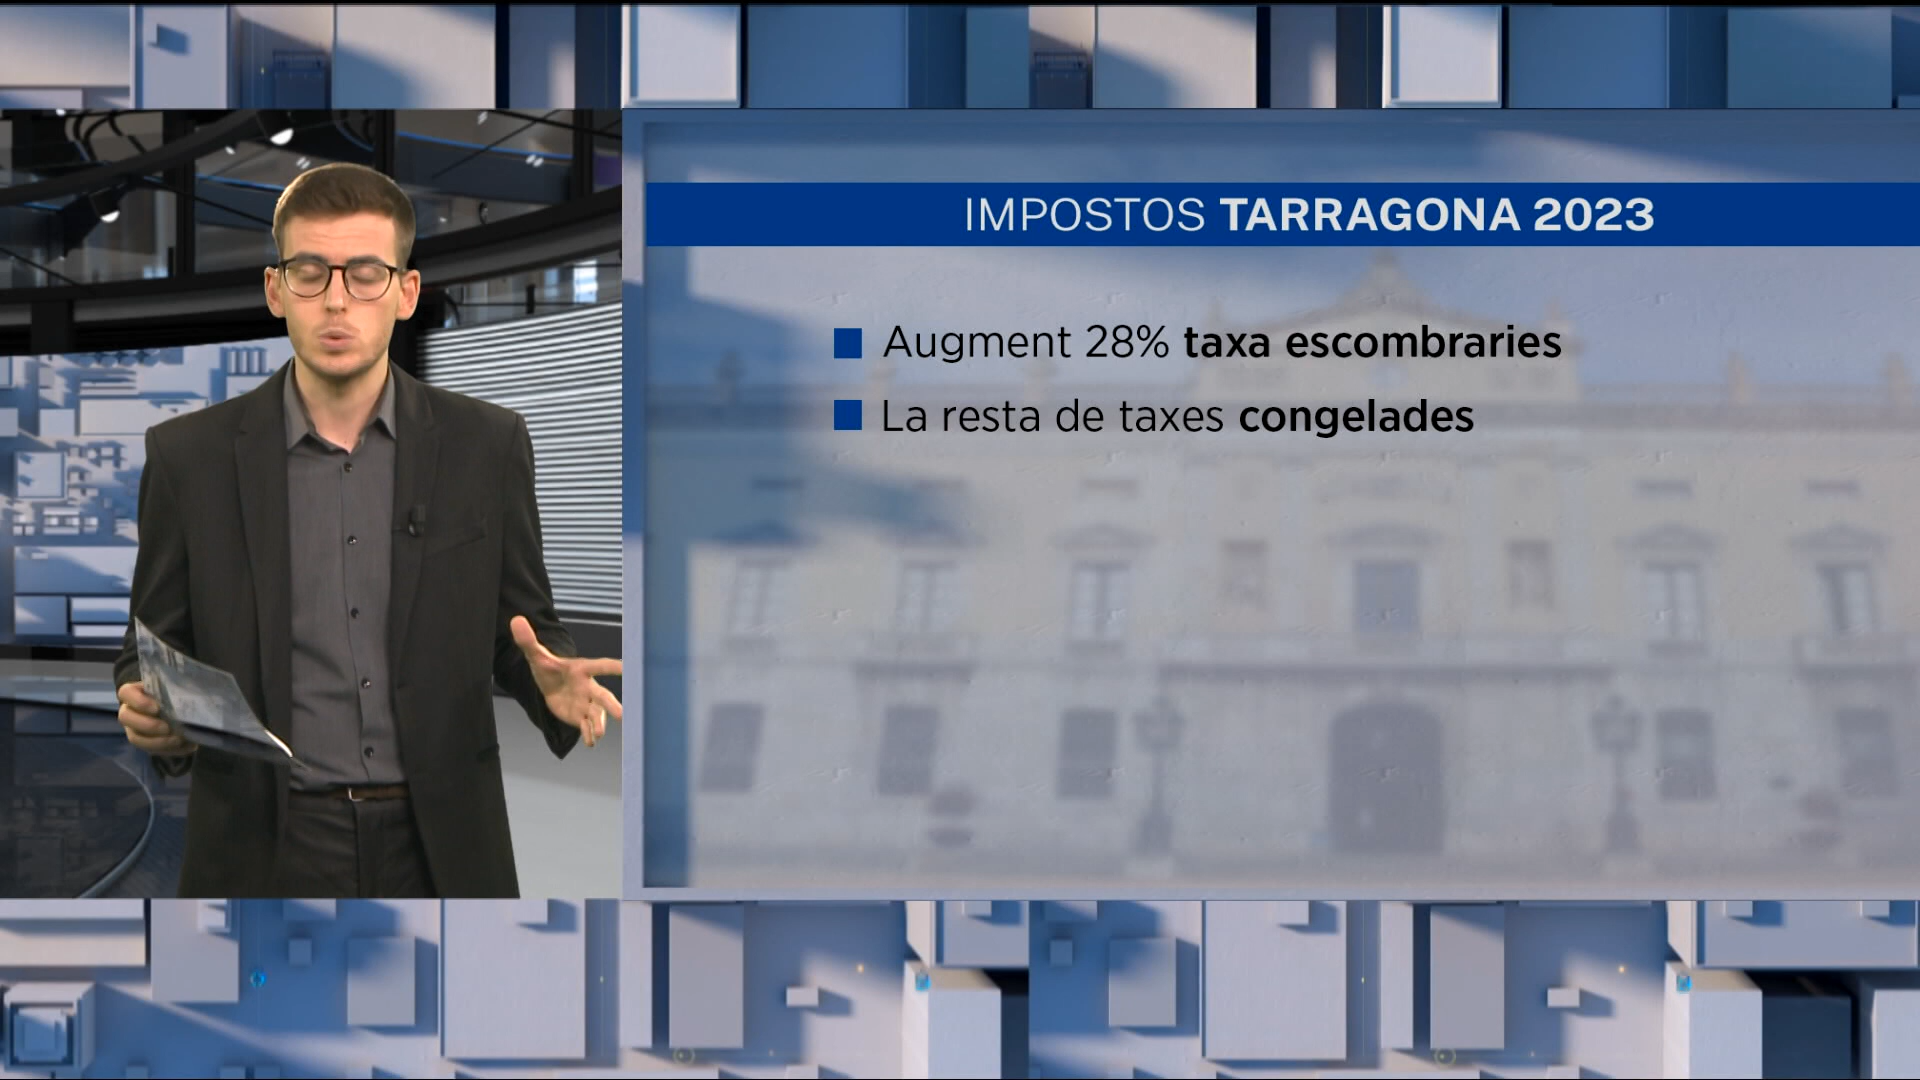 IMPOSTOS TARRAGONA 2023
Augment 28% taxa escombraries
La resta de taxes congelades